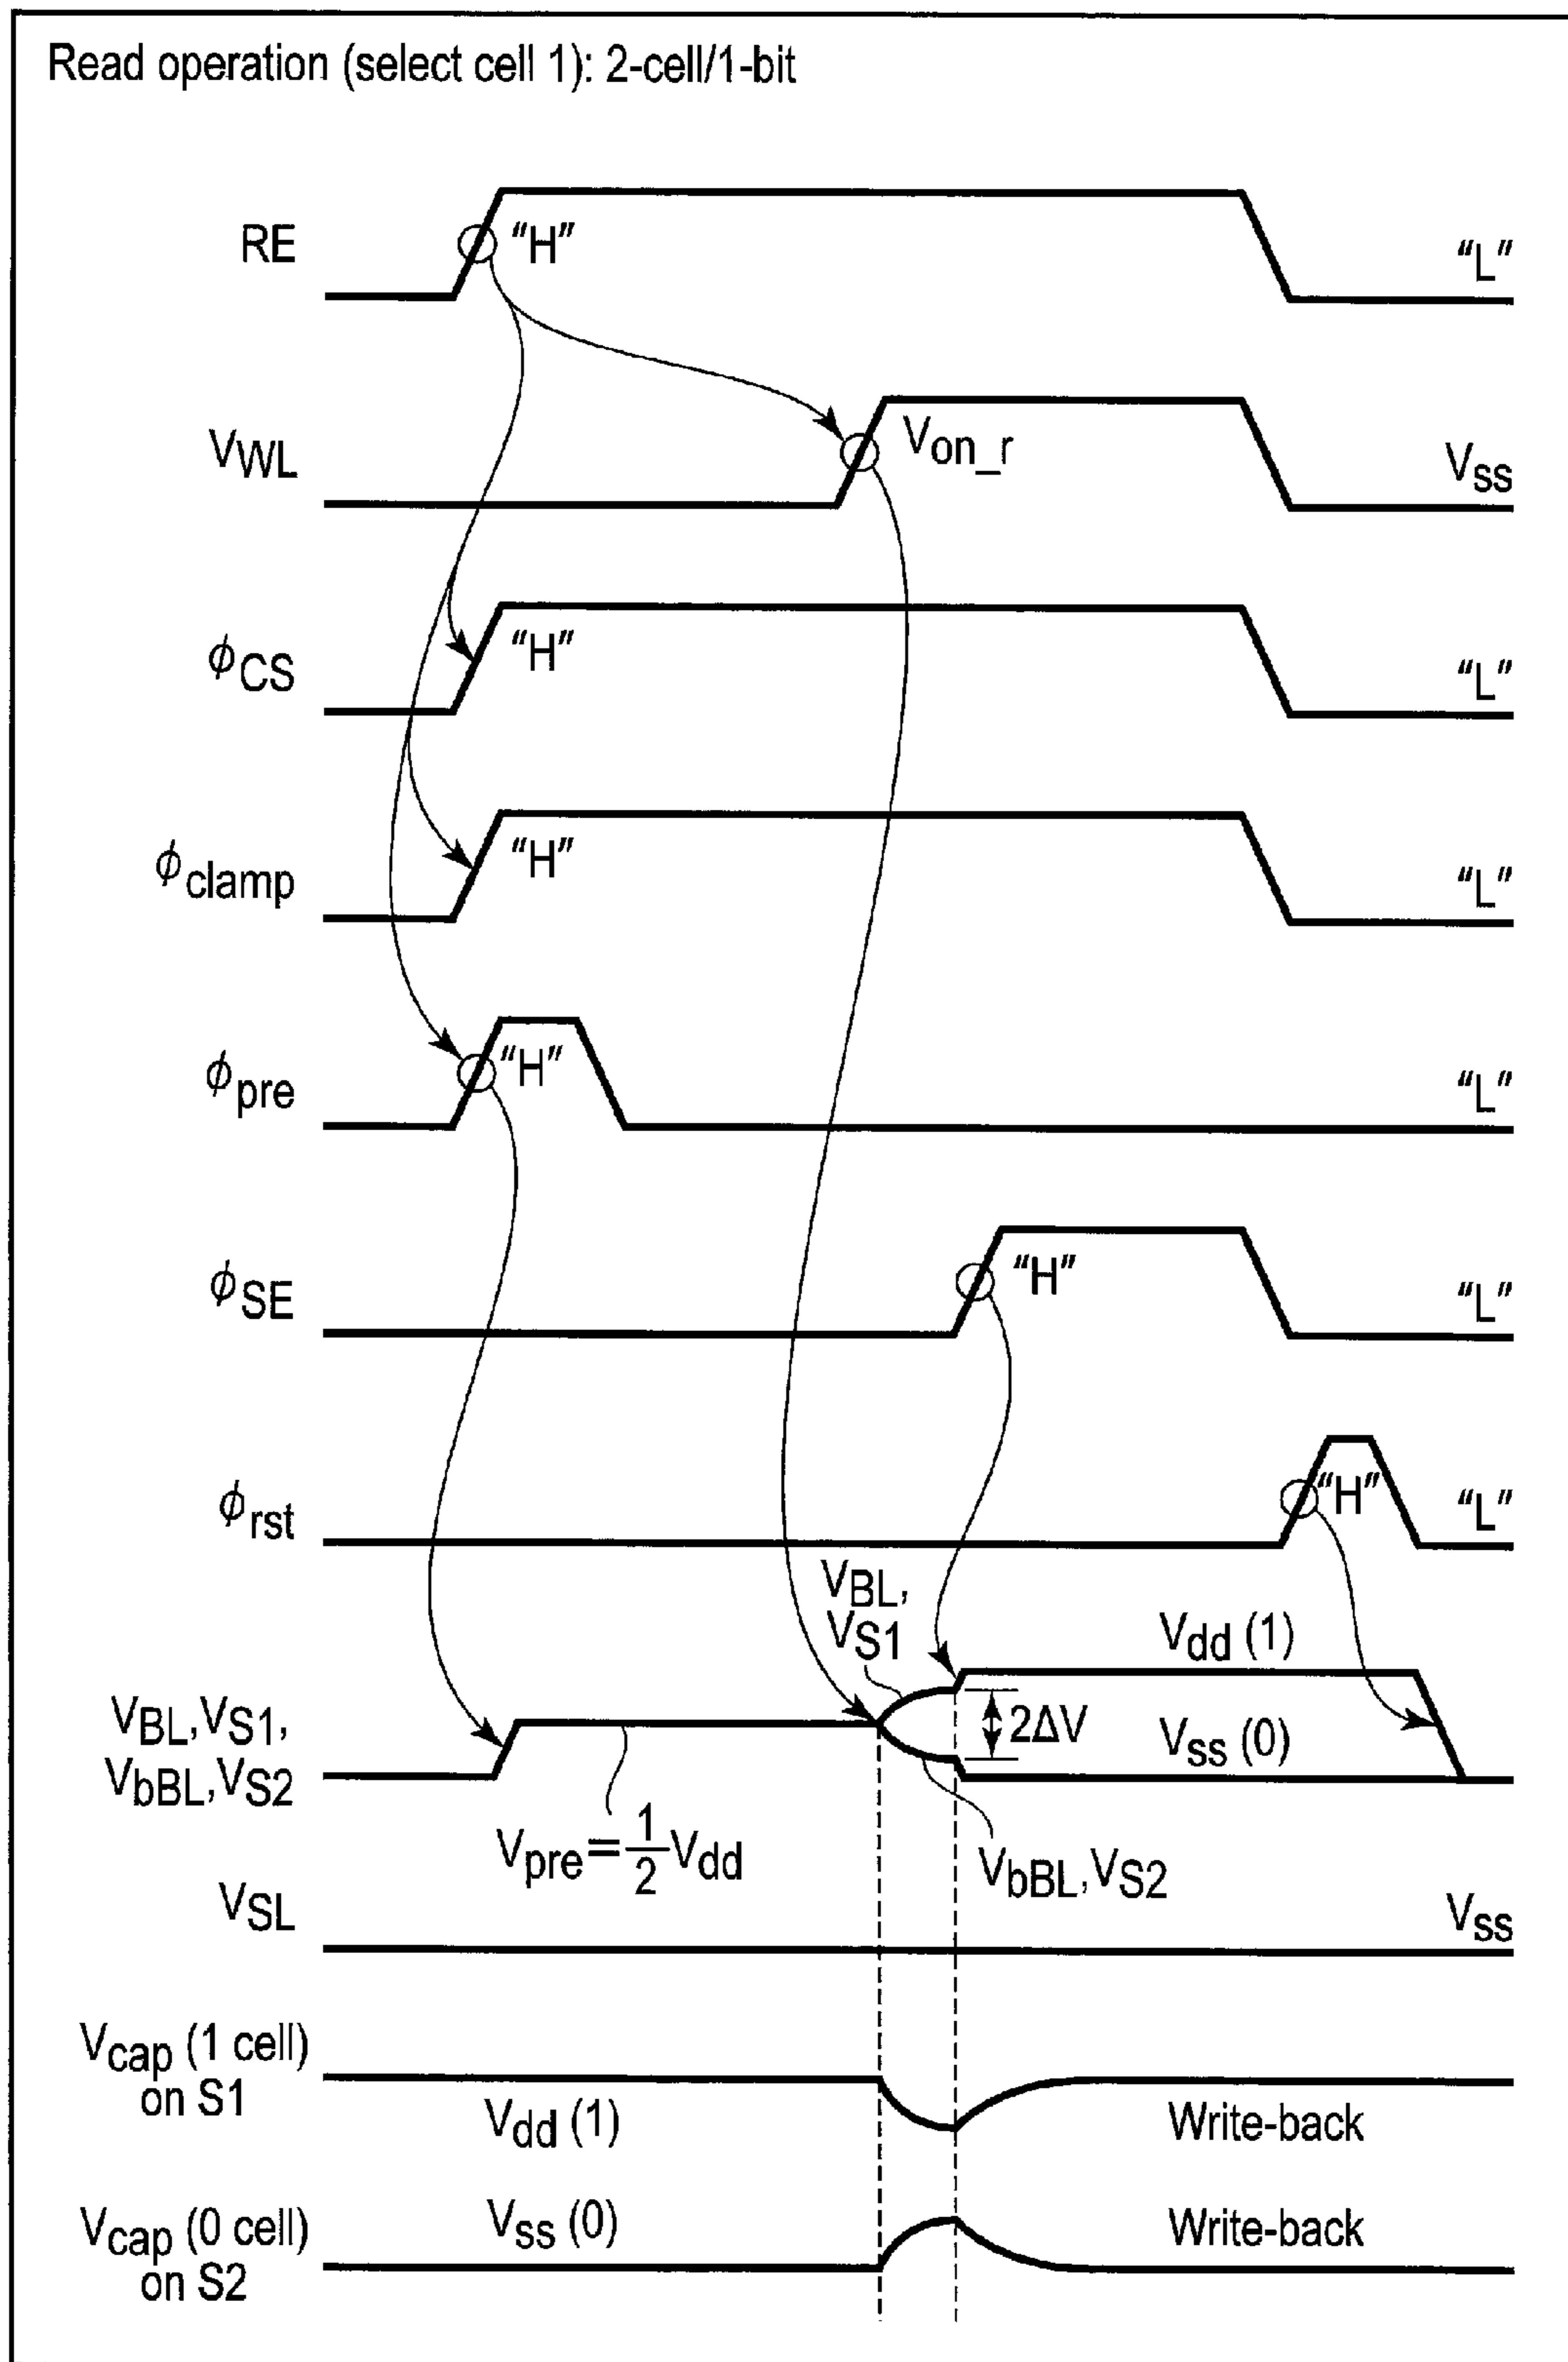 Read operation (select cell 1): 2-cell/1-bit
RE "H" "L"
VWL Von_r Vss
ϕCS "H" "L"
ϕclamp "H" "L"
ϕpre "H" "L"
ϕSE "H" "L"
ϕrst "H" "L"
VBL,
VS1
Vdd (1)
VBL,VS1,
VbBL,VS2
2ΔV
Vss (0)
Vpre=1/2Vdd
VbBL,VS2
VSL Vss
Vcap (1 cell)
on S1
Vdd (1)
Write-back
Vcap (0 cell)
on S2
Vss (0)
Write-back